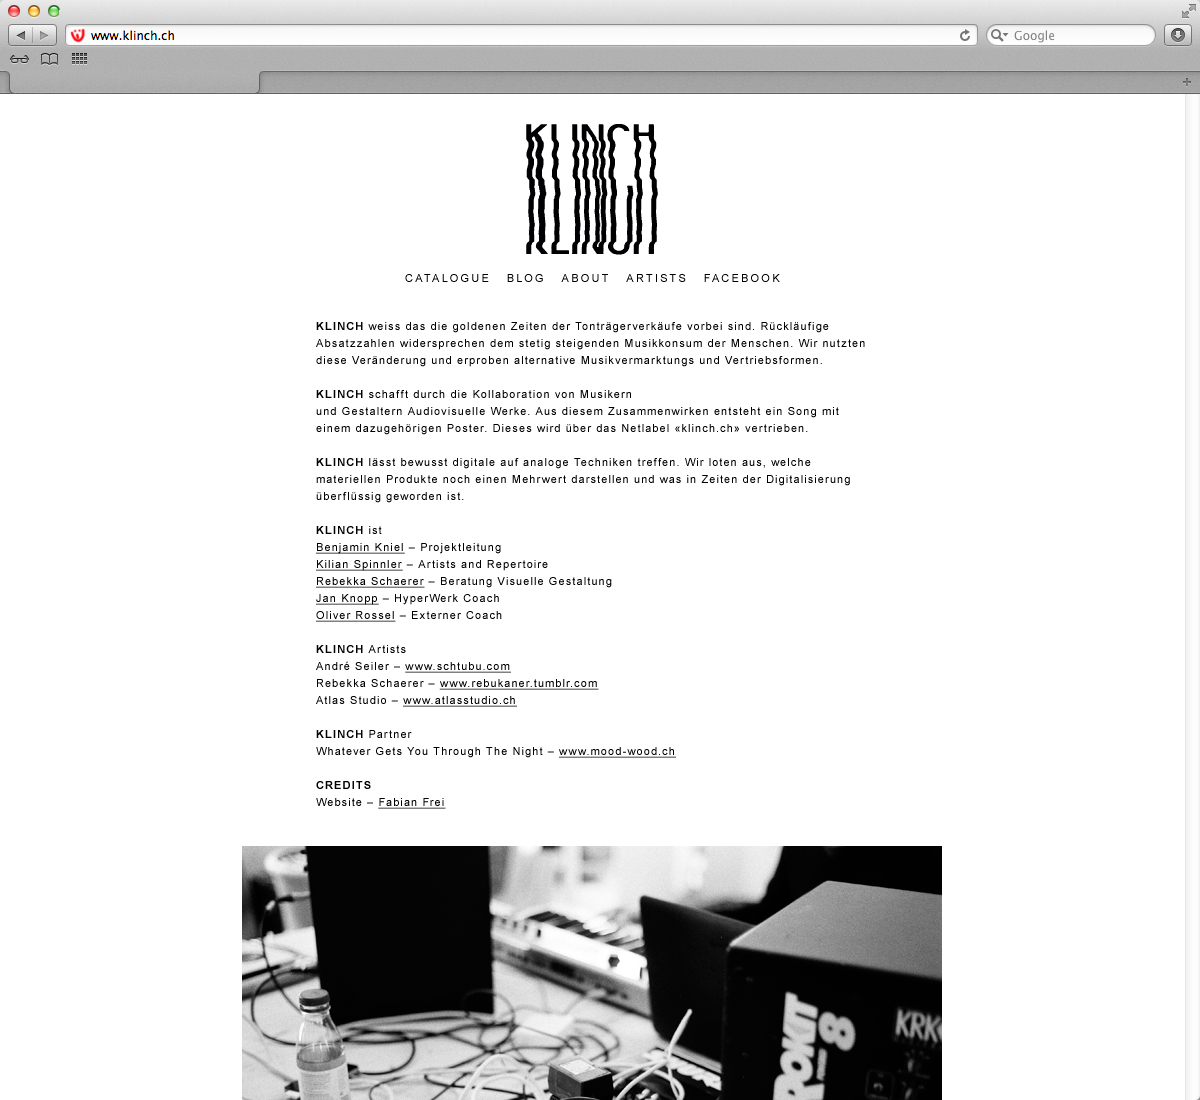 www.klinch.ch
Google
KLINCH
CATALOGUE BLOG ABOUT ARTISTS FACEBOOK
KLINCH weiss das die goldenen Zeiten der Tonträgerverkäufe vorbei sind. Rückläufige
Absatzzahlen widersprechen dem stetig steigenden Musikkonsum der Menschen. Wir nutzten
diese Veränderung und erproben alternative Musikvermarktungs und Vertriebsformen.
KLINCH schafft durch die Kollaboration von Musikern
und Gestaltern Audiovisuelle Werke. Aus diesem Zusammenwirken entsteht ein Song mit
einem dazugehörigen Poster. Dieses wird über das Netlabel «klinch.ch» vertrieben.
KLINCH lässt bewusst digitale auf analoge Techniken treffen. Wir loten aus, welche
materiellen Produkte noch einen Mehrwert darstellen und was in Zeiten der Digitalisierung
überflüssig geworden ist.
KLINCH ist
Benjamin Kniel – Projektleitung
Kilian Spinnler – Artists and Repertoire
Rebekka Schaerer – Beratung Visuelle Gestaltung
Jan Knopp – HyperWerk Coach
Oliver Rossel – Externer Coach
KLINCH Artists
André Seiler – www.schtubu.com
Rebekka Schaerer – www.rebukaner.tumblr.com
Atlas Studio – www.atlasstudio.ch
KLINCH Partner
Whatever Gets You Through The Night – www.mood-wood.ch
CREDITS
Website – Fabian Frei
ROKIT 8
KRK